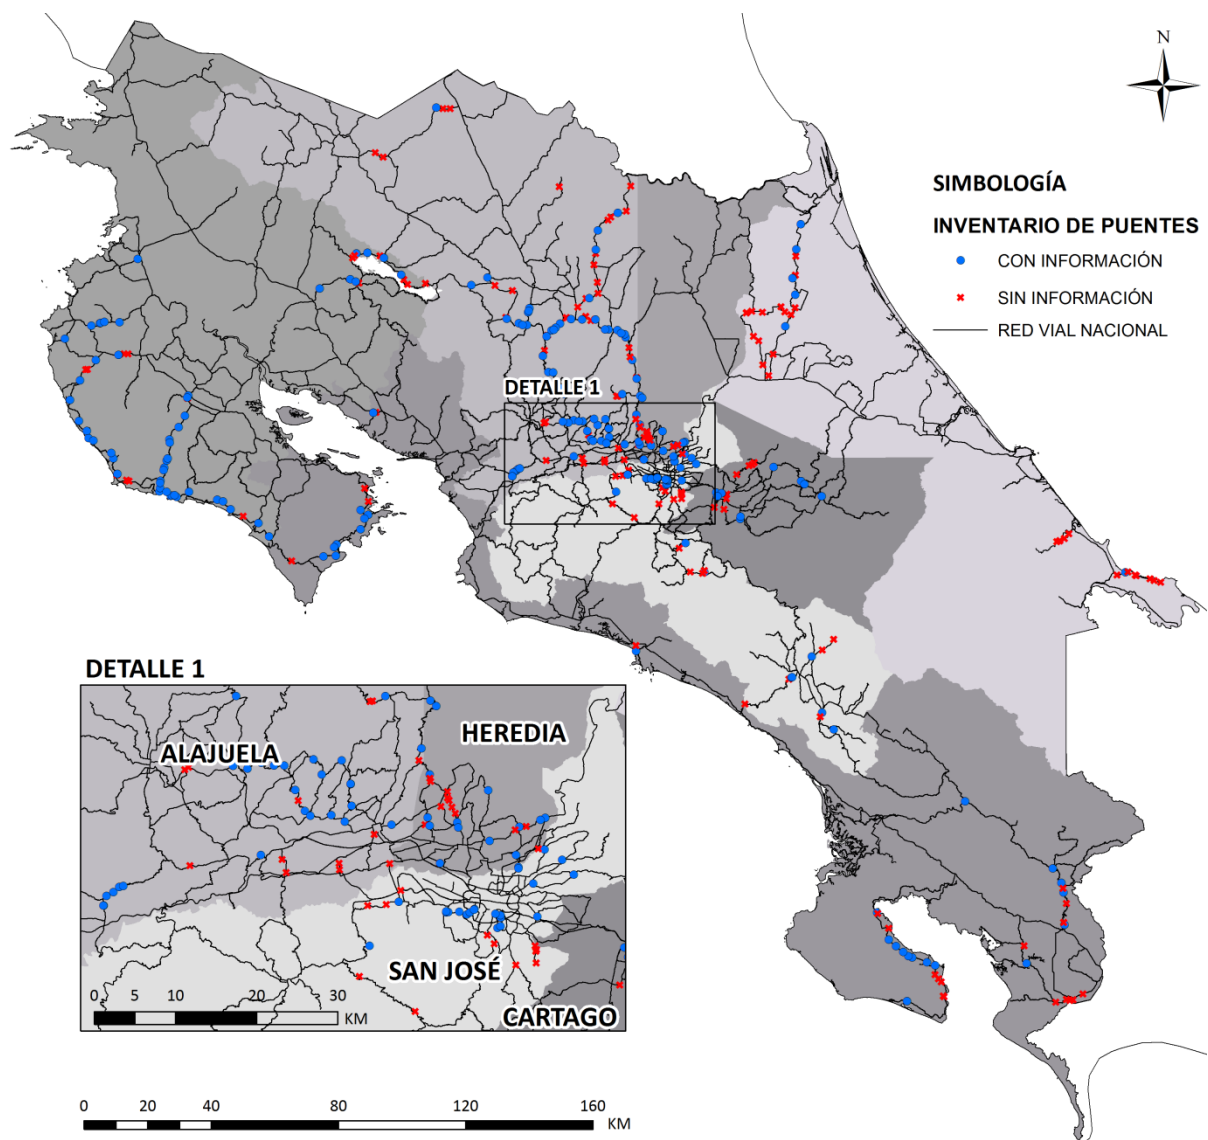 N
SIMBOLOGÍA
INVENTARIO DE PUENTES
CON INFORMACIÓN
SIN INFORMACIÓN
RED VIAL NACIONAL
DETALLE 1
DETALLE 1
HEREDIA
ALAJUELA
SAN JOSÉ
CARTAGO
0 5 10 20 30
KM
0 20 40 80 120 160
KM